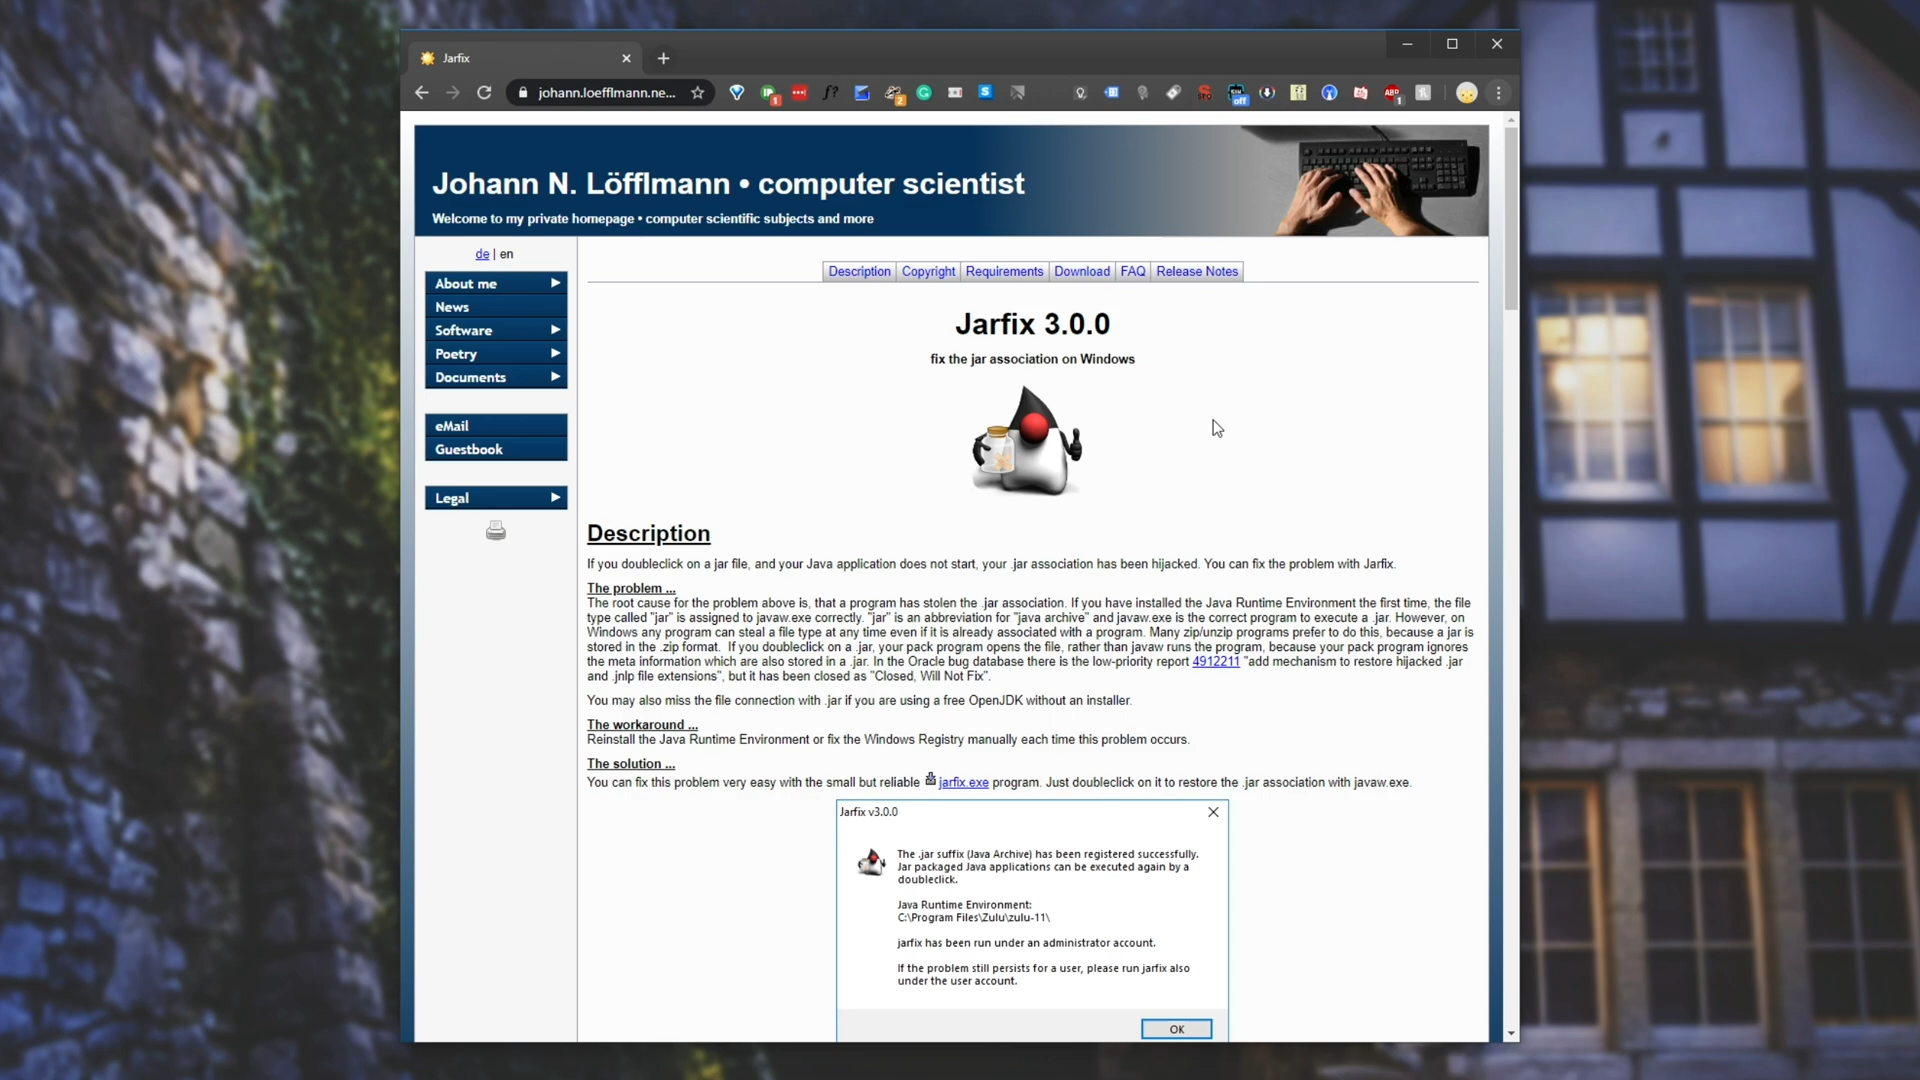 Jarfix
johann.loefflmann.ne...
1
2
off
ABP
1
Johann N. Löfflmann • computer scientist
Welcome to my private homepage • computer scientific subjects and more
de | en
About me
News
Software
Poetry
Documents
eMail
Guestbook
Legal
Description Copyright Requirements Download FAQ Release Notes
Jarfix 3.0.0
fix the jar association on Windows
Description
If you doubleclick on a jar file, and your Java application does not start, your .jar association has been hijacked. You can fix the problem with Jarfix.
The problem ...
The root cause for the problem above is, that a program has stolen the .jar association. If you have installed the Java Runtime Environment the first time, the file
type called "jar" is assigned to javaw.exe correctly. "jar" is an abbreviation for "java archive" and javaw.exe is the correct program to execute a .jar. However, on
Windows any program can steal a file type at any time even if it is already associated with a program. Many zip/unzip programs prefer to do this, because a jar is
stored in the .zip format. If you doubleclick on a .jar, your pack program opens the file, rather than javaw runs the program, because your pack program ignores
the meta information which are also stored in a .jar. In the Oracle bug database there is the low-priority report 4912211 "add mechanism to restore hijacked .jar
and .jnlp file extensions", but it has been closed as "Closed, Will Not Fix".
You may also miss the file connection with .jar if you are using a free OpenJDK without an installer.
The workaround ...
Reinstall the Java Runtime Environment or fix the Windows Registry manually each time this problem occurs.
The solution ...
You can fix this problem very easy with the small but reliable jarfix.exe program. Just doubleclick on it to restore the .jar association with javaw.exe.
Jarfix v3.0.0
The .jar suffix (Java Archive) has been registered successfully.
Jar packaged Java applications can be executed again by a
doubleclick.
Java Runtime Environment:
C:\Program Files\Zulu\zulu-11\
jarfix has been run under an administrator account.
If the problem still persists for a user, please run jarfix also
under the user account.
OK